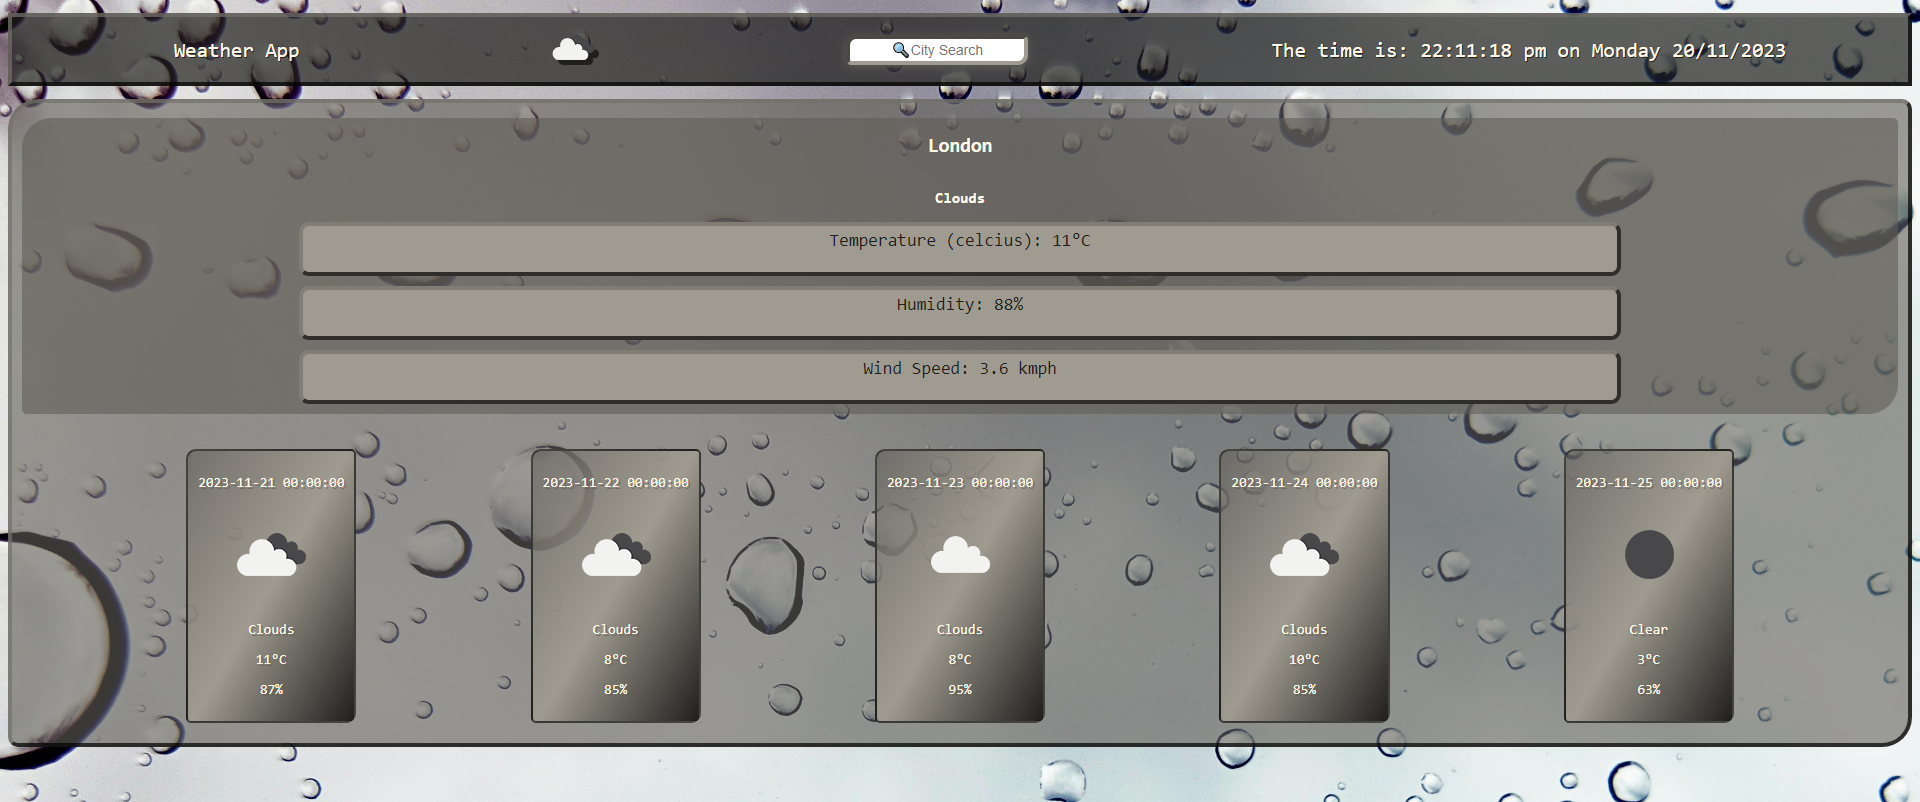 Weather App
🔍City Search
The time is: 22:11:18 pm on Monday 20/11/2023
London
Clouds
Temperature (celcius): 11°C
Humidity: 88%
Wind Speed: 3.6 kmph
2023-11-21 00:00:00
Clouds
11°C
87%
2023-11-22 00:00:00
Clouds
8°C
85%
2023-11-23 00:00:00
Clouds
8°C
95%
2023-11-24 00:00:00
Clouds
10°C
85%
2023-11-25 00:00:00
Clear
3°C
63%